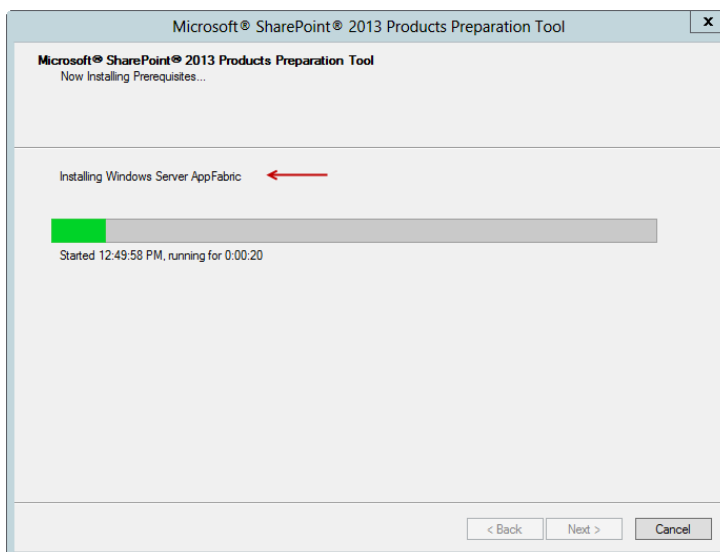 Microsoft® SharePoint® 2013 Products Preparation Tool
x
Microsoft® SharePoint® 2013 Products Preparation Tool
Now Installing Prerequisites...
Installing Windows Server AppFabric
Started 12:49:58 PM, running for 0:00:20
< Back Next > Cancel